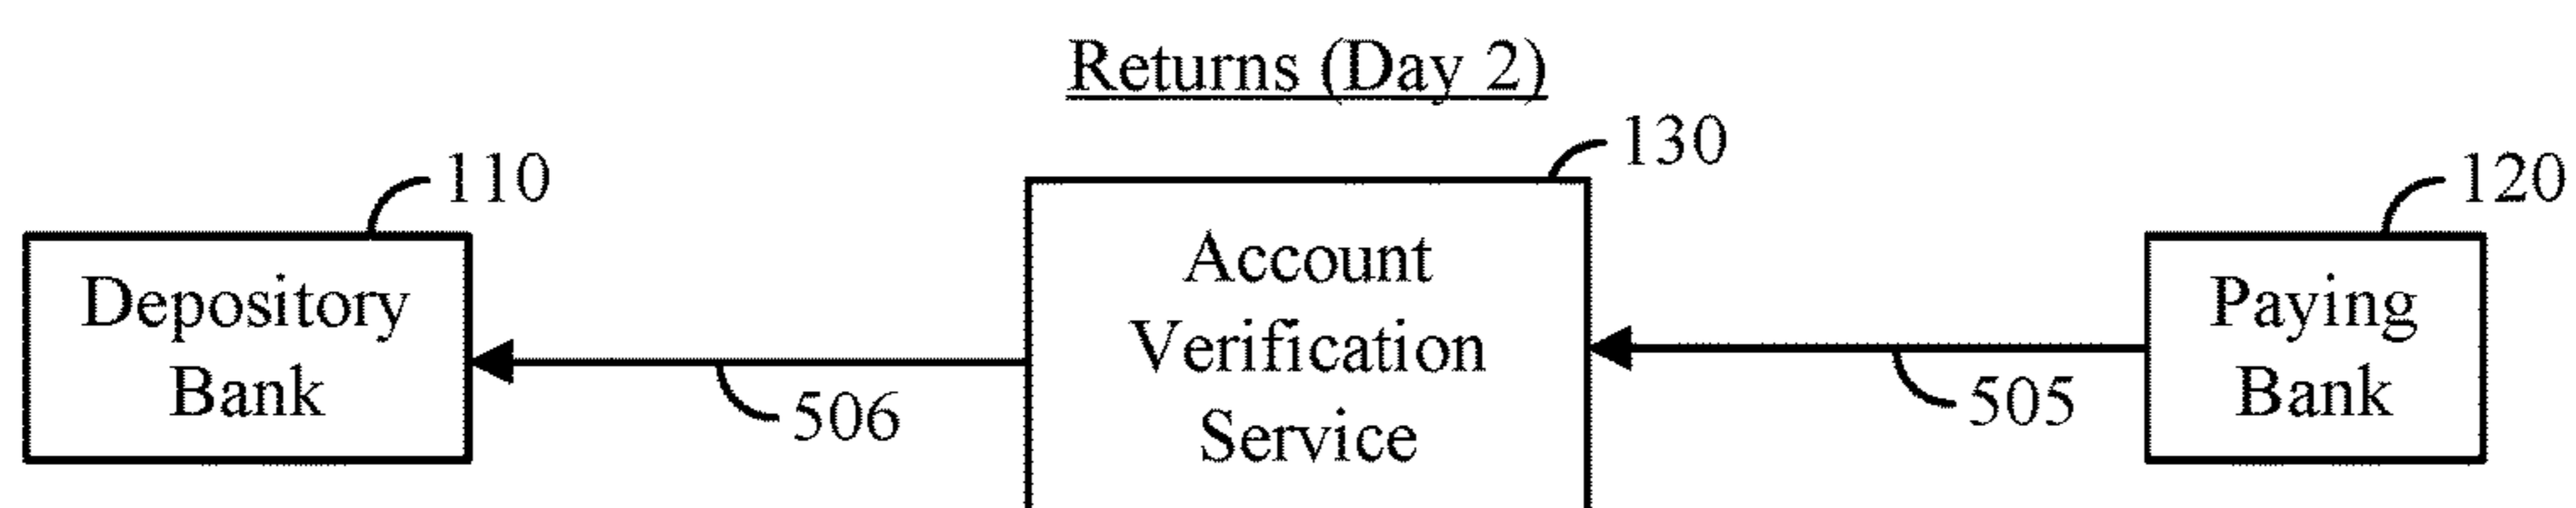 Returns (Day 2)
130
110
120
Depository
Bank
Account
Verification
Service
Paying
Bank
506
505